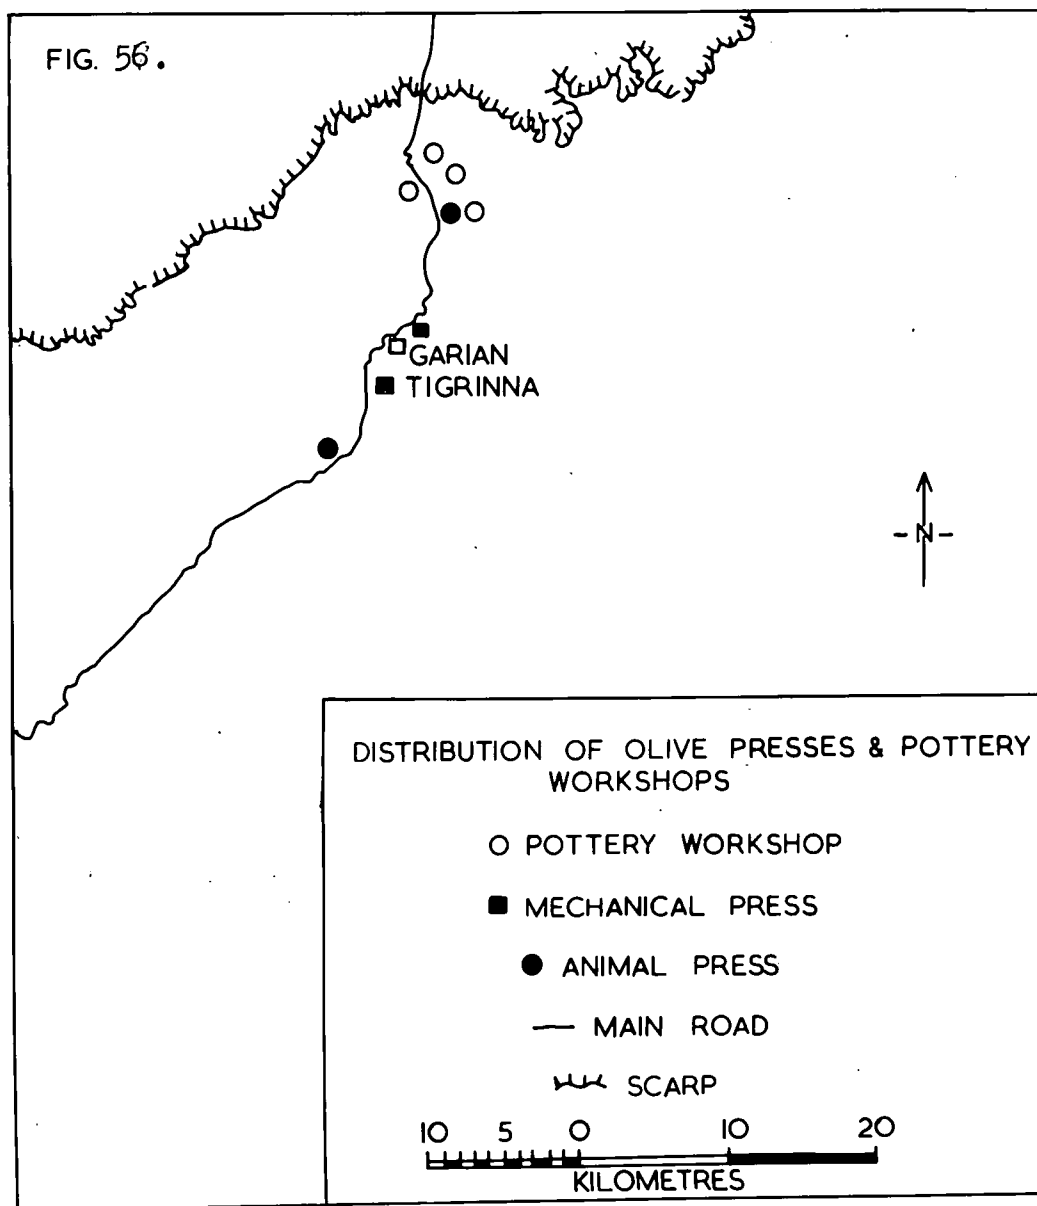 FIG. 56.
GARIAN
TIGRINNA
-N-
DISTRIBUTION OF OLIVE PRESSES & POTTERY
WORKSHOPS
POTTERY WORKSHOP
MECHANICAL PRESS
ANIMAL PRESS
MAIN ROAD
SCARP
10 5 0 10 20
KILOMETRES